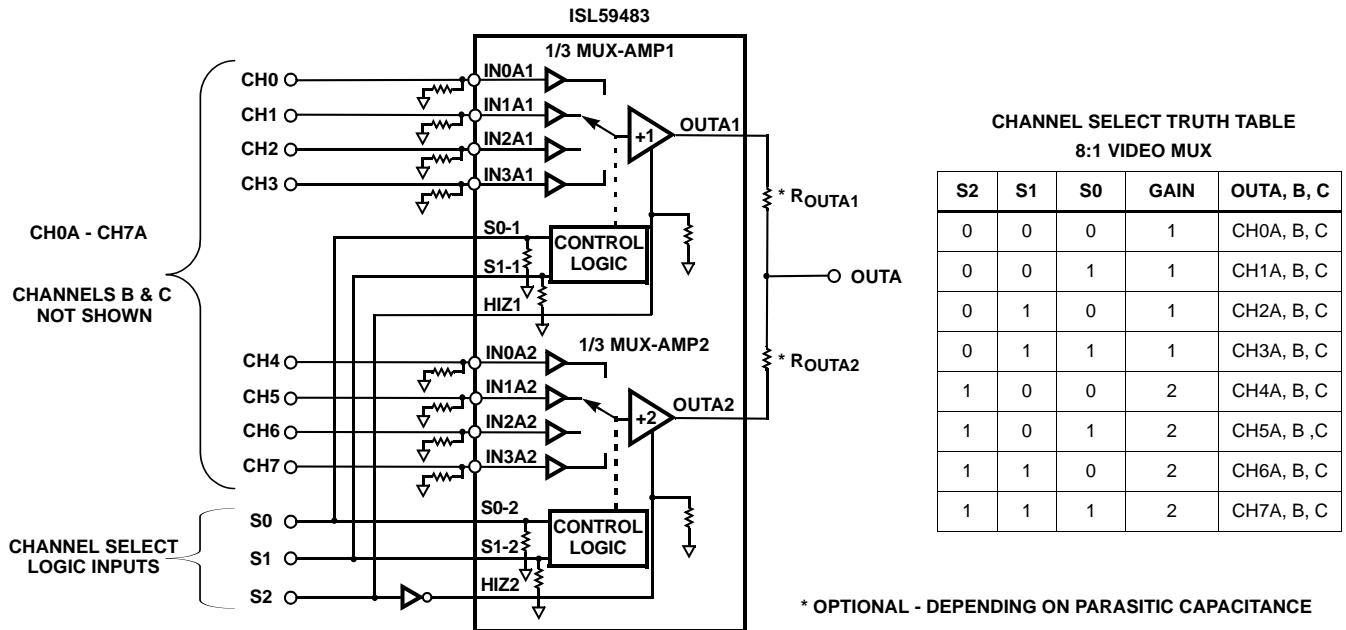 ISL59483
1/3 MUX-AMP1
CH0
IN0A1
CH1
IN1A1
CH2
IN2A1
CH3
IN3A1
+1
OUTA1
* ROUTA1
CH0A - CH7A
CHANNELS B & C
NOT SHOWN
S0-1
S1-1
CONTROL
LOGIC
HIZ1
OUTA
1/3 MUX-AMP2
CH4
IN0A2
CH5
IN1A2
CH6
IN2A2
CH7
IN3A2
+2
OUTA2
* ROUTA2
CHANNEL SELECT
LOGIC INPUTS
S0
S0-2
S1
S1-2
CONTROL
LOGIC
S2
HIZ2
CHANNEL SELECT TRUTH TABLE
8:1 VIDEO MUX
S2 S1 S0 GAIN OUTA, B, C
0 0 0 1 CH0A, B, C
0 0 1 1 CH1A, B, C
0 1 0 1 CH2A, B, C
0 1 1 1 CH3A, B, C
1 0 0 2 CH4A, B, C
1 0 1 2 CH5A, B ,C
1 1 0 2 CH6A, B, C
1 1 1 2 CH7A, B, C
* OPTIONAL - DEPENDING ON PARASITIC CAPACITANCE